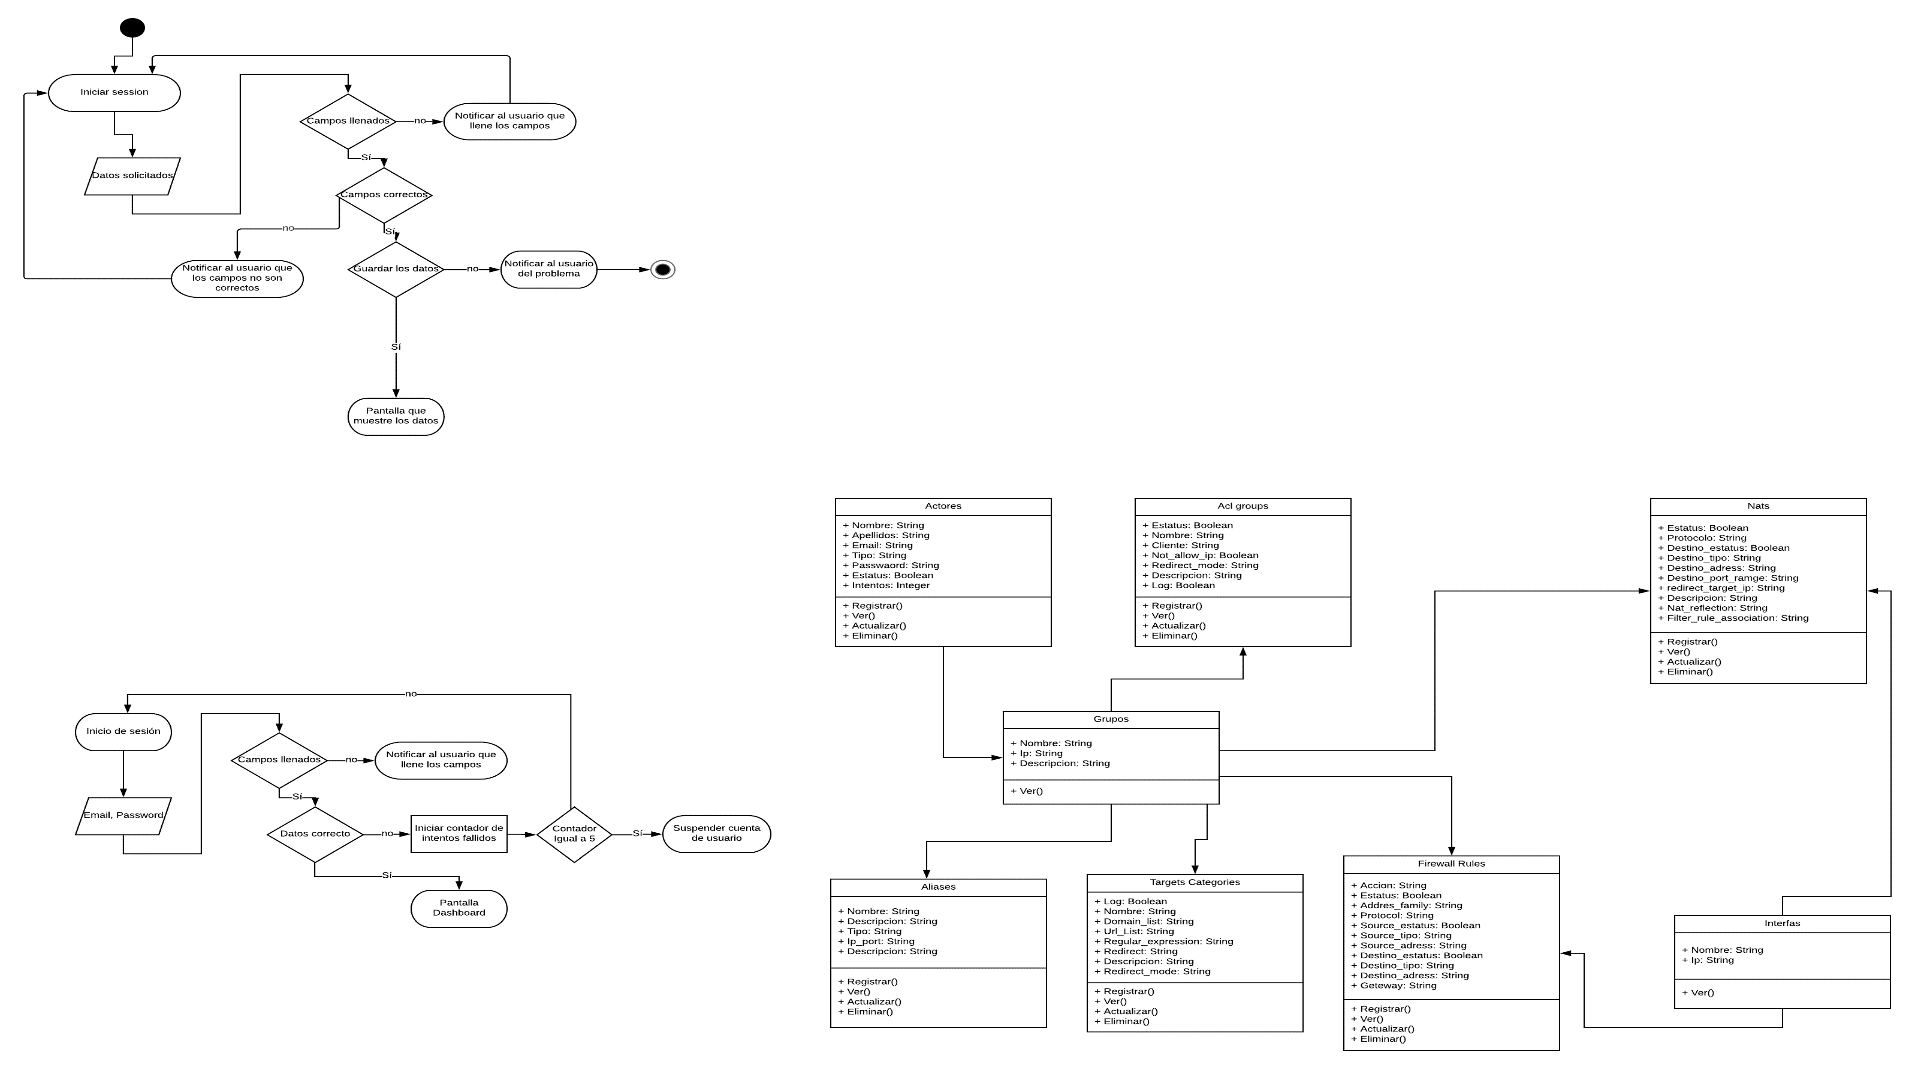 Iniciar session
Datos solicitados
Campos llenados
no
Notificar al usuario que
llene los campos
Sí
Campos correctos
no
Sí
Notificar al usuario que
los campos no son
correctos
Guardar los datos
no
Notificar al usuario
del problema
Sí
Pantalla que
muestre los datos
no
Inicio de sesión
Email, Password
Campos llenados
no
Notificar al usuario que
llene los campos
Sí
Datos correcto
no
Iniciar contador de
intentos fallidos
Contador
Igual a 5
Sí
Suspender cuenta
de usuario
Sí
Pantalla
Dashboard
Actores
+ Nombre: String
+ Apellidos: String
+ Email: String
+ Tipo: String
+ Passwaord: String
+ Estatus: Boolean
+ Intentos: Integer
+ Registrar()
+ Ver()
+ Actualizar()
+ Eliminar()
Acl groups
+ Estatus: Boolean
+ Nombre: String
+ Cliente: String
+ Not_allow_ip: Boolean
+ Redirect_mode: String
+ Descripcion: String
+ Log: Boolean
+ Registrar()
+ Ver()
+ Actualizar()
+ Eliminar()
Nats
+ Estatus: Boolean
+ Protocolo: String
+ Destino_estatus: Boolean
+ Destino_tipo: String
+ Destino_adress: String
+ Destino_port_ramge: String
+ redirect_target_ip: String
+ Descripcion: String
+ Nat_reflection: String
+ Filter_rule_association: String
+ Registrar()
+ Ver()
+ Actualizar()
+ Eliminar()
Grupos
+ Nombre: String
+ Ip: String
+ Descripcion: String
+ Ver()
Aliases
+ Nombre: String
+ Descripcion: String
+ Tipo: String
+ Ip_port: String
+ Descripcion: String
+ Registrar()
+ Ver()
+ Actualizar()
+ Eliminar()
Targets Categories
+ Log: Boolean
+ Nombre: String
+ Domain_list: String
+ Url_List: String
+ Regular_expression: String
+ Redirect: String
+ Descripcion: String
+ Redirect_mode: String
+ Registrar()
+ Ver()
+ Actualizar()
+ Eliminar()
Firewall Rules
+ Accion: String
+ Estatus: Boolean
+ Addres_family: String
+ Protocol: String
+ Source_estatus: Boolean
+ Source_tipo: String
+ Source_adress: String
+ Destino_estatus: Boolean
+ Destino_tipo: String
+ Destino_adress: String
+ Geteway: String
+ Registrar()
+ Ver()
+ Actualizar()
+ Eliminar()
Interfas
+ Nombre: String
+ Ip: String
+ Ver()